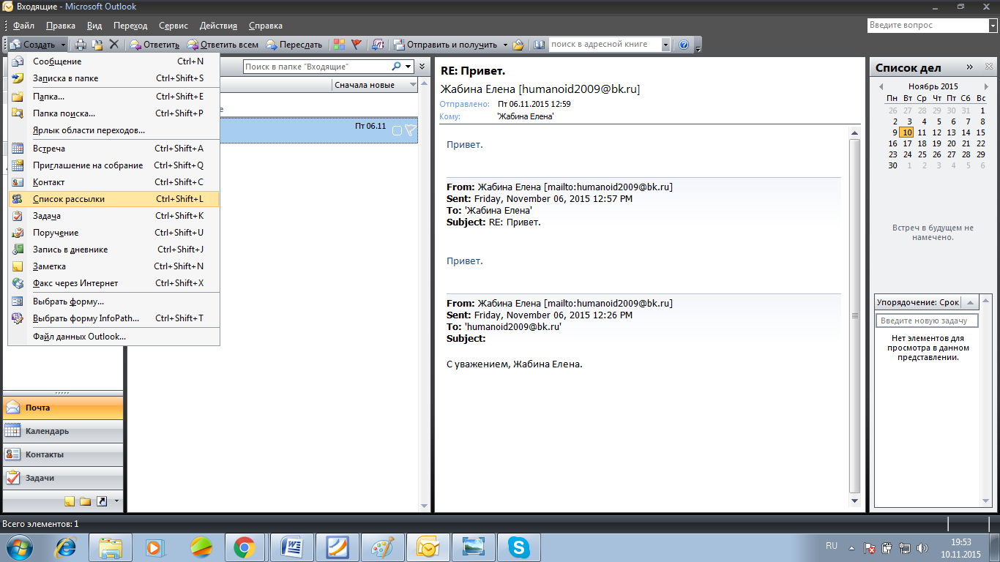 Входящие - Microsoft Outlook
Файл Правка Вид Переход Сервис Действия Справка
Введите вопрос
Создать Ответить Ответить всем Переслать Отправить и получить поиск в адресной книге
Сообщение Ctrl+N
Записка в папке Ctrl+Shift+S
Папка... Ctrl+Shift+E
Папка поиска... Ctrl+Shift+P
Ярлык области переходов...
Встреча Ctrl+Shift+A
Приглашение на собрание Ctrl+Shift+Q
Контакт Ctrl+Shift+C
Список рассылки Ctrl+Shift+L
Задача Ctrl+Shift+K
Поручение Ctrl+Shift+U
Запись в дневнике Ctrl+Shift+J
Заметка Ctrl+Shift+N
Факс через Интернет Ctrl+Shift+X
Выбрать форму...
Выбрать форму InfoPath... Ctrl+Shift+T
Файл данных Outlook...
Почта
Календарь
Контакты
Задачи
Поиск в папке "Входящие"
Сначала новые
е
Пт 06.11
RE: Привет.
Жабина Елена [humanoid2009@bk.ru]
Отправлено: Пт 06.11.2015 12:59
Кому: 'Жабина Елена'
Привет.
From: Жабина Елена [mailto:humanoid2009@bk.ru]
Sent: Friday, November 06, 2015 12:57 PM
To: 'Жабина Елена'
Subject: RE: Привет.
Привет.
From: Жабина Елена [mailto:humanoid2009@bk.ru]
Sent: Friday, November 06, 2015 12:26 PM
To: 'humanoid2009@bk.ru'
Subject:
С уважением, Жабина Елена.
Список дел
Ноябрь 2015
Пн Вт Ср Чт Пт Сб Вс
26 27 28 29 30 31 1
2 3 4 5 6 7 8
9 10 11 12 13 14 15
16 17 18 19 20 21 22
23 24 25 26 27 28 29
30 1 2 3 4 5 6
Встреч в будущем не
намечено.
Упорядочение: Срок
Введите новую задачу
Нет элементов для
просмотра в данном
представлении.
Всего элементов: 1
RU
19:53
10.11.2015